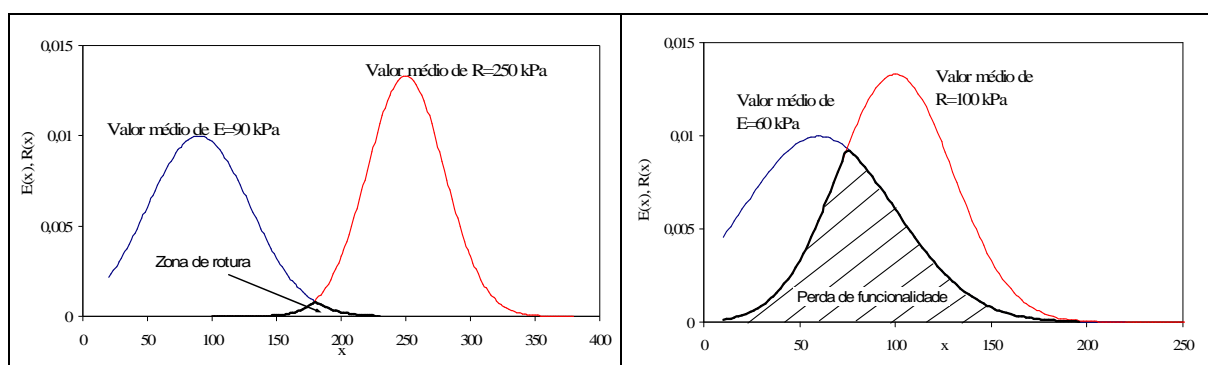 0,015
0,01
0,005
0
E(x), R(x)
0
50
100
150
200
250
300
350
400
x
Valor médio de R=250 kPa
Valor médio de E=90 kPa
Zona de rotura
0,015
0,01
0,005
0
E(x), R(x)
0
50
100
150
200
250
x
Valor médio de
R=100 kPa
Valor médio de
E=60 kPa
Perda de funcionalidade